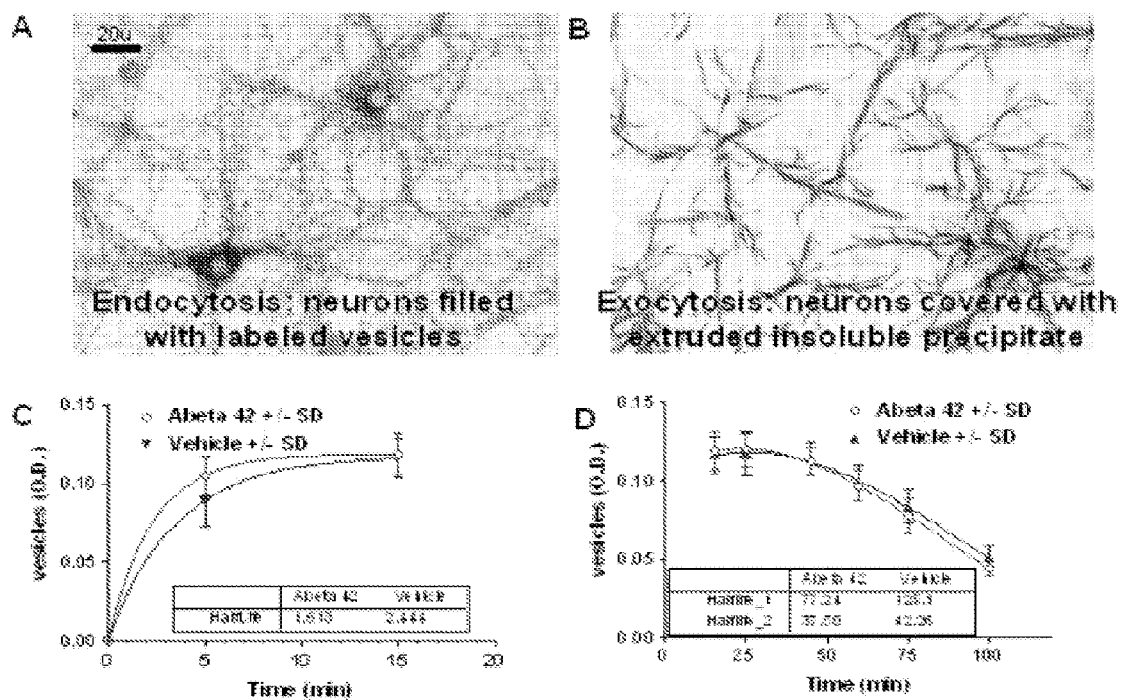 A
20u
Endocytosis: neurons filled
with labeled vesicles
B
Exocytosis: neurons covered with
extruded insoluble precipitate
C
Abeta 42 +/- SD
Vehicle +/- SD
vesicles (O.D.)
0.15
0.10
0.05
0.00
Abeta 42 Vehicle
HalfLife
0 5 10 15 20
Time (min)
D
Abeta 42 +/- SD
Vehicle +/- SD
vesicles (O.D.)
0.15
0.10
0.05
0.00
Abeta 42 Vehicle
Halflife_1
Halflife_2
0 25 50 75 100
Time (min)